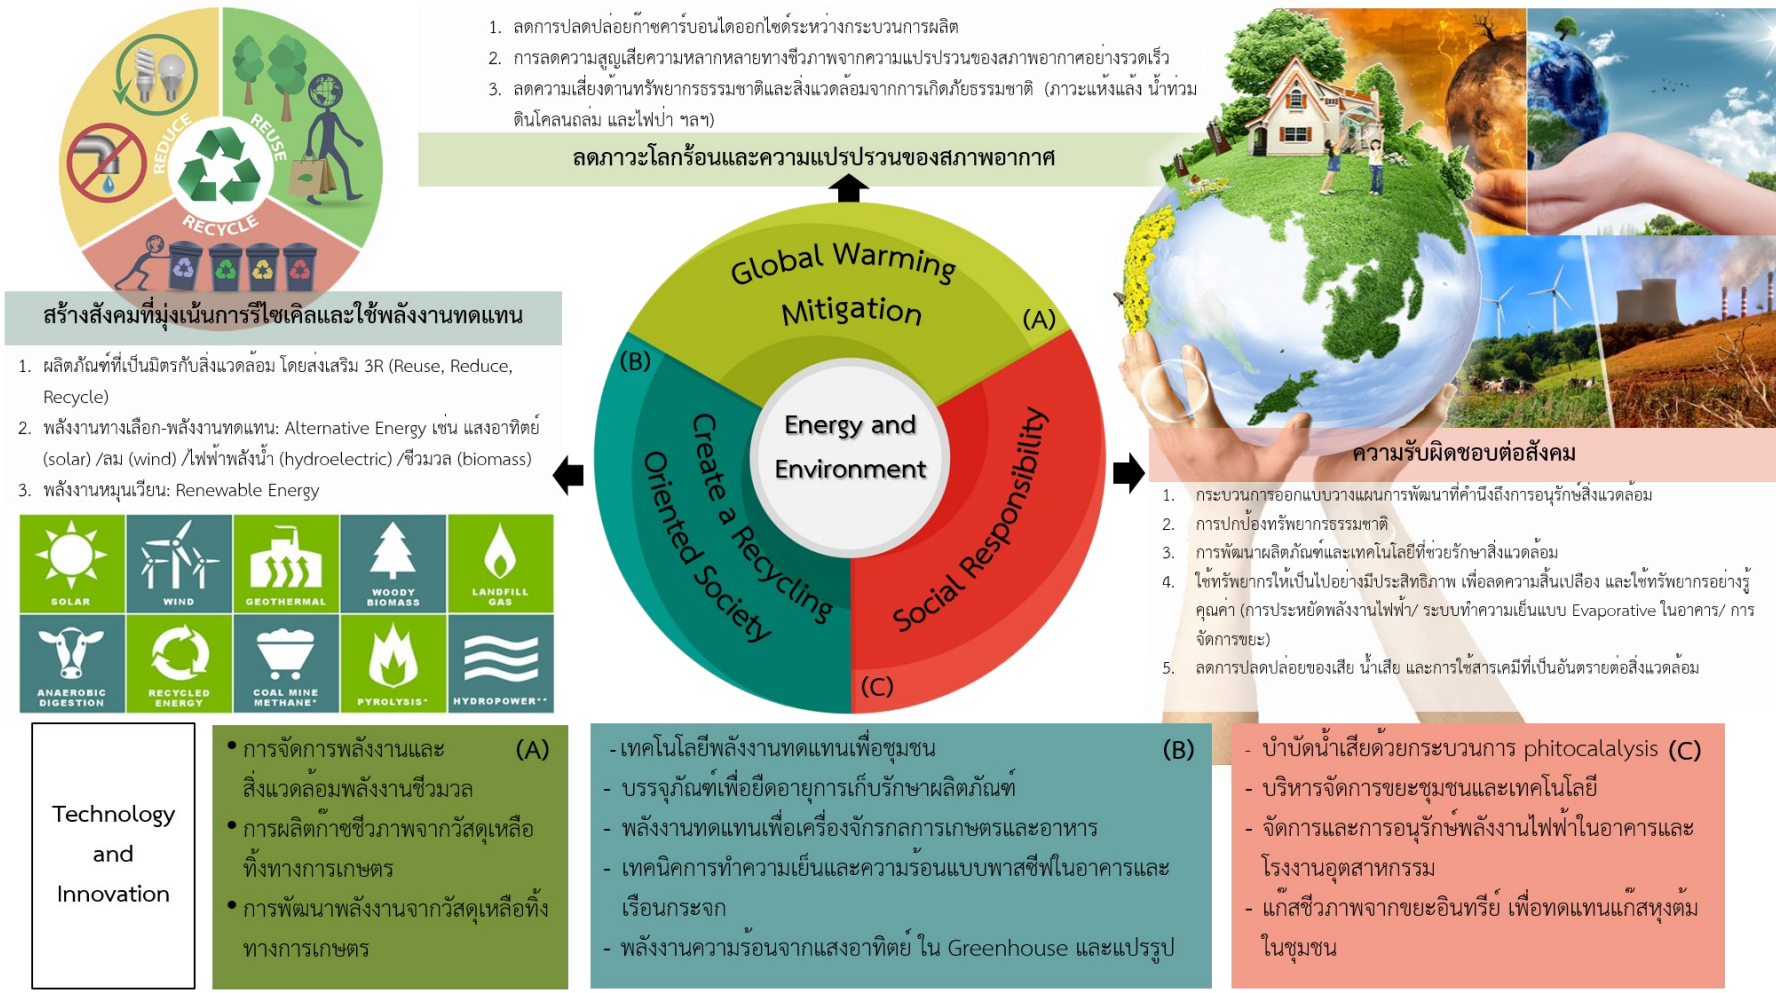 REDUCE
REUSE
RECYCLE
1. ลดการปลดปล่อยก๊าซคาร์บอนไดออกไซด์ระหว่างกระบวนการผลิต
2. การลดความสูญเสียความหลากหลายทางชีวภาพจากความแปรปรวนของสภาพอากาศอย่างรวดเร็ว
3. ลดความเสี่ยงด้านทรัพยากรธรรมชาติและสิ่งแวดล้อมจากการเกิดภัยธรรมชาติ (ภาวะแห้งแล้ง น้ำท่วม
ดินโคลนถล่ม และไฟป่า ฯลฯ)
ลดภาวะโลกร้อนและความแปรปรวนของสภาพอากาศ
สร้างสังคมที่มุ่งเน้นการรีไซเคิลและใช้พลังงานทดแทน
1. ผลิตภัณฑ์ที่เป็นมิตรกับสิ่งแวดล้อม โดยส่งเสริม 3R (Reuse, Reduce,
Recycle)
2. พลังงานทางเลือก-พลังงานทดแทน: Alternative Energy เช่น แสงอาทิตย์
(solar) /ลม (wind) /ไฟฟ้าพลังน้ำ (hydroelectric) /ชีวมวล (biomass)
3. พลังงานหมุนเวียน: Renewable Energy
SOLAR
WIND
GEOTHERMAL
WOODY
BIOMASS
LANDFILL
GAS
ANAEROBIC
DIGESTION
RECYCLED
ENERGY
COAL MINE
METHANE*
PYROLYSIS*
HYDROPOWER**
Global Warming
Mitigation
(A)
(B)
Create a Recycling
Oriented Society
Energy and
Environment
Social Responsibility
(C)
ความรับผิดชอบต่อสังคม
1. กระบวนการออกแบบวางแผนการพัฒนาที่คำนึงถึงการอนุรักษ์สิ่งแวดล้อม
2. การปกป้องทรัพยากรธรรมชาติ
3. การพัฒนาผลิตภัณฑ์และเทคโนโลยีที่ช่วยรักษาสิ่งแวดล้อม
4. ใช้ทรัพยากรให้เป็นไปอย่างมีประสิทธิภาพ เพื่อลดความสิ้นเปลือง และใช้ทรัพยากรอย่างรู้
คุณค่า (การประหยัดพลังงานไฟฟ้า/ ระบบทำความเย็นแบบ Evaporative ในอาคาร/ การ
จัดการขยะ)
5. ลดการปลดปล่อยของเสีย น้ำเสีย และการใช้สารเคมีที่เป็นอันตรายต่อสิ่งแวดล้อม
Technology
and
Innovation
• การจัดการพลังงานและ (A)
สิ่งแวดล้อมพลังงานชีวมวล
• การผลิตก๊าซชีวภาพจากวัสดุเหลือ
ทิ้งทางการเกษตร
• การพัฒนาพลังงานจากวัสดุเหลือทิ้ง
ทางการเกษตร
- เทคโนโลยีพลังงานทดแทนเพื่อชุมชน (B)
- บรรจุภัณฑ์เพื่อยืดอายุการเก็บรักษาผลิตภัณฑ์
- พลังงานทดแทนเพื่อเครื่องจักรกลการเกษตรและอาหาร
- เทคนิคการทำความเย็นและความร้อนแบบพาสซีฟในอาคารและ
เรือนกระจก
- พลังงานความร้อนจากแสงอาทิตย์ ใน Greenhouse และแปรรูป
- บำบัดน้ำเสียด้วยกระบวนการ phitocalalysis (C)
- บริหารจัดการขยะชุมชนและเทคโนโลยี
- จัดการและการอนุรักษ์พลังงานไฟฟ้าในอาคารและ
โรงงานอุตสาหกรรม
- แก๊สชีวภาพจากขยะอินทรีย์ เพื่อทดแทนแก๊สหุงต้ม
ในชุมชน